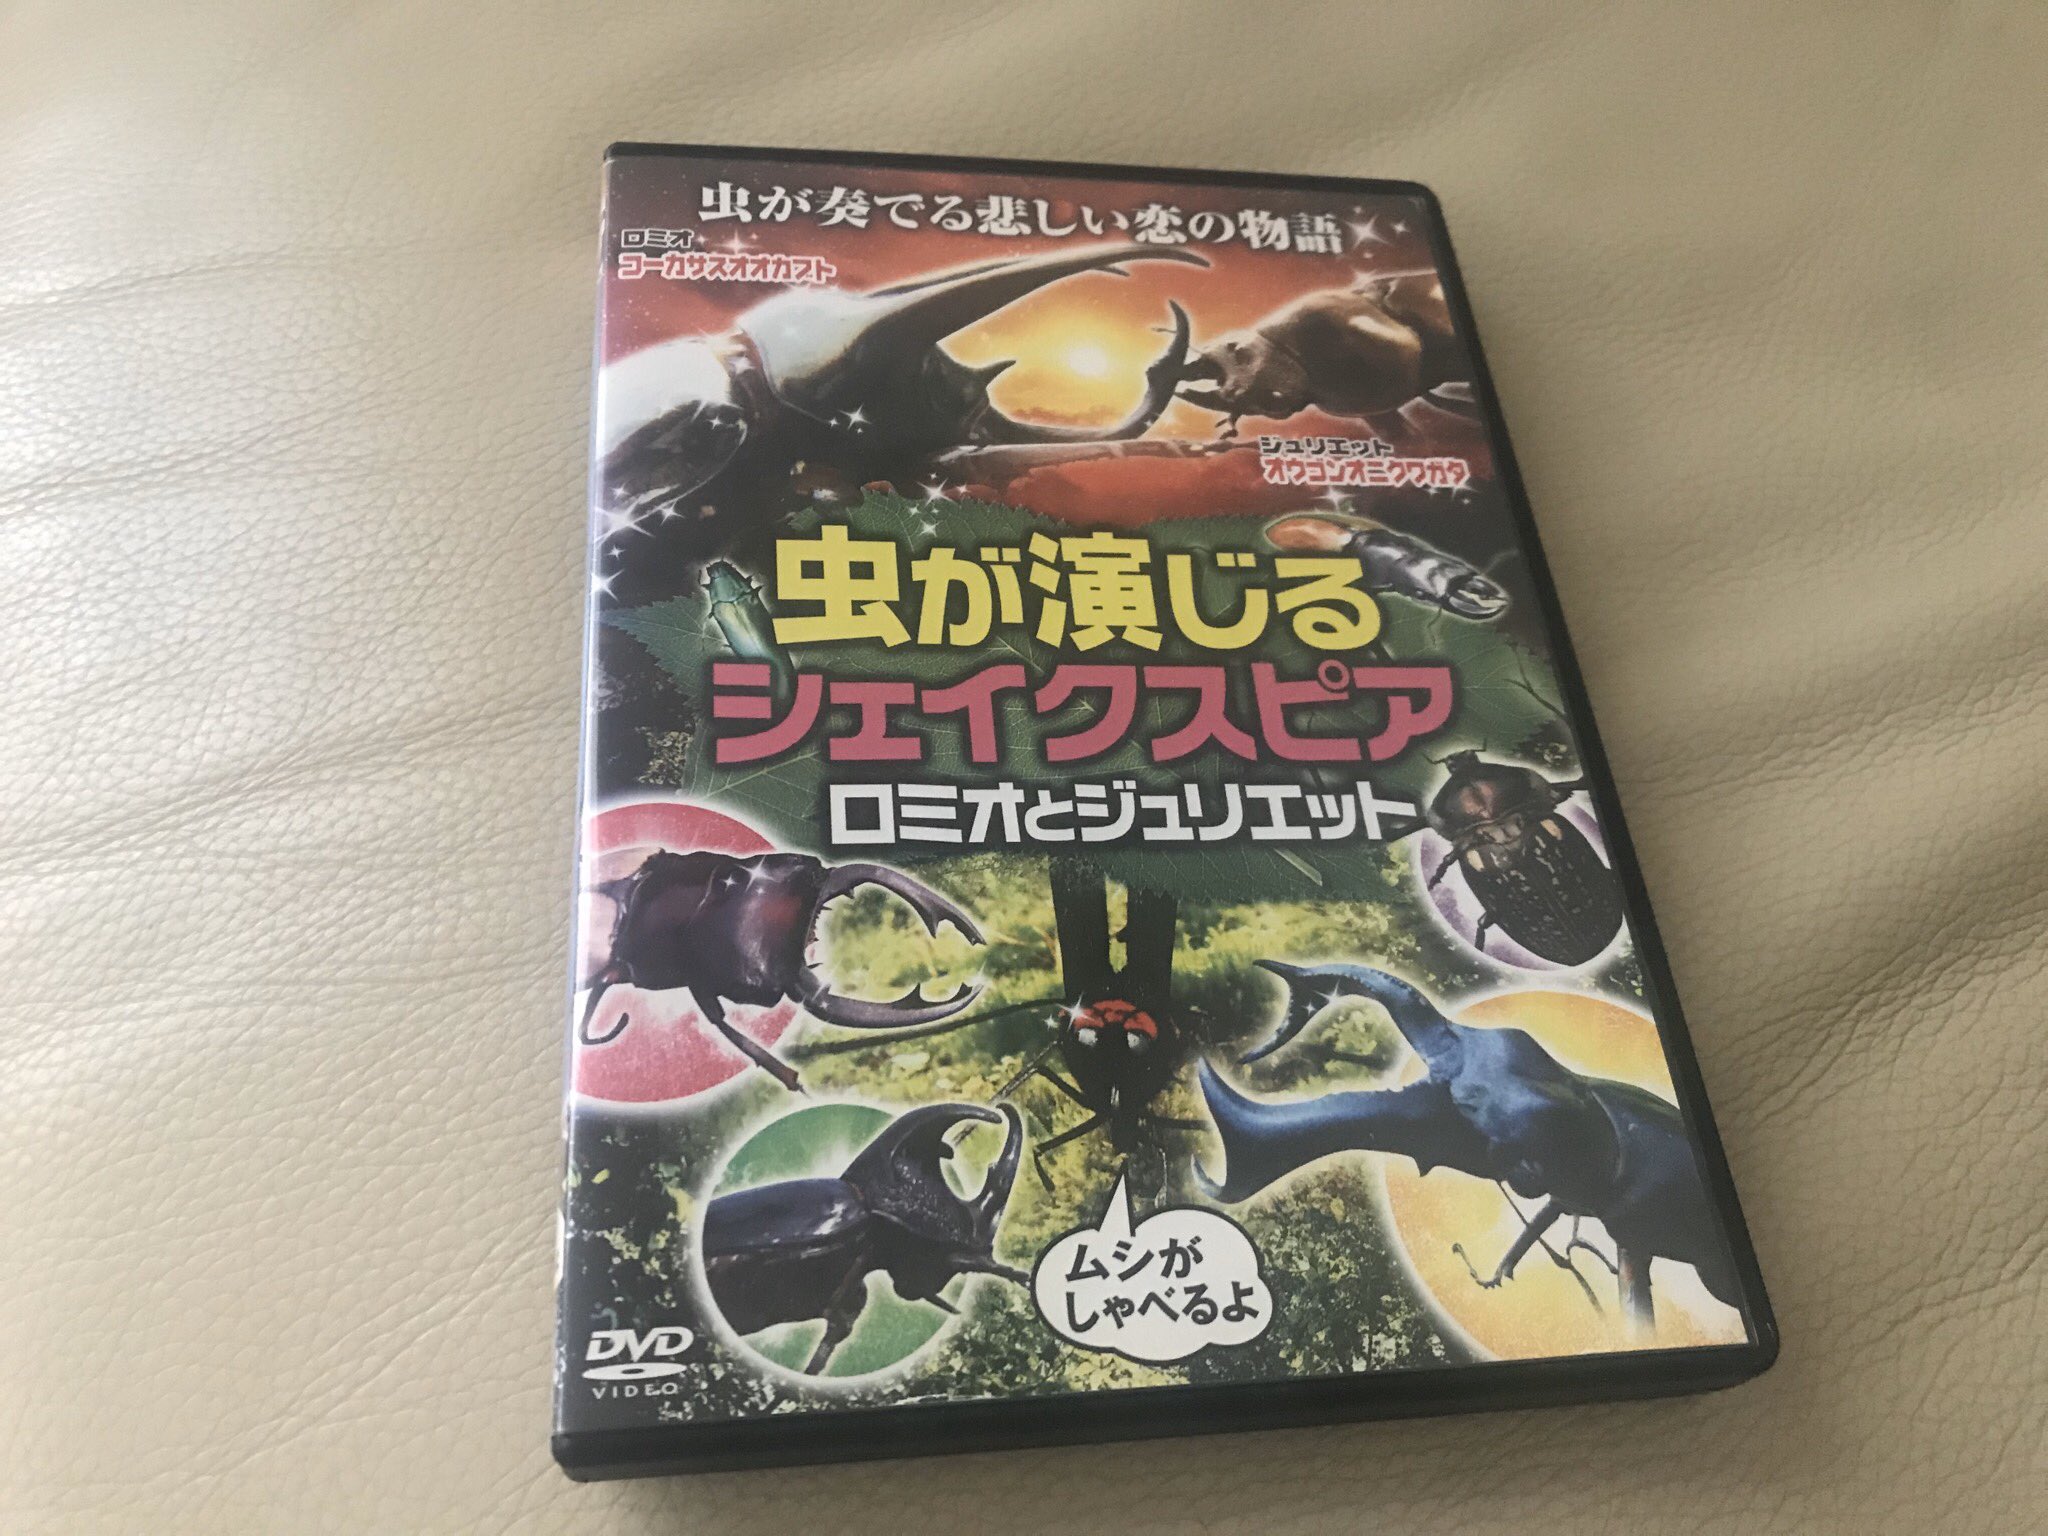 虫が奏でる悲しい恋の物語
ロミオ
コーカサスオオカブト
ジュリエット
オウゴンオニクワガタ
虫が演じる
シェイクスピア
ロミオとジュリエット
ムシが
しゃべるよ
DVD
VIDEO